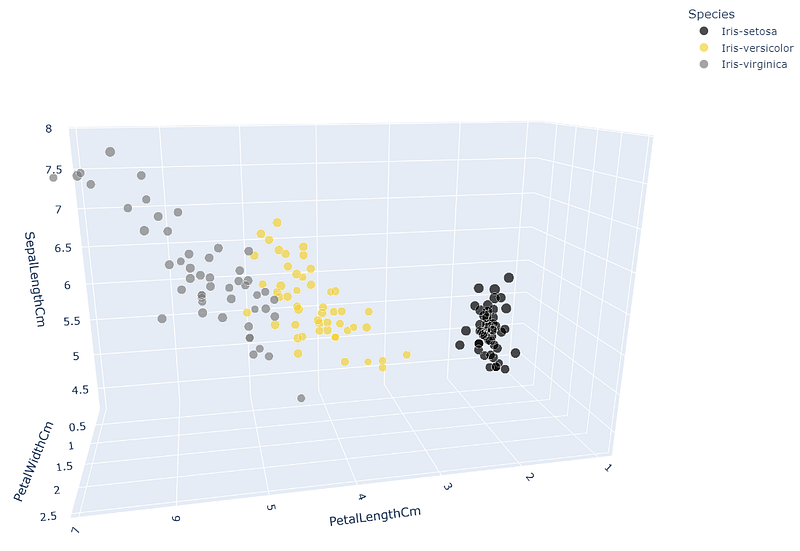 Species
Iris-setosa
Iris-versicolor
Iris-virginica
8
7.5
7
6.5
6
5.5
5
4.5
SepalLengthCm
0.5
1
1.5
2
2.5
PetalWidthCm
7
6
5
4
3
2
1
PetalLengthCm